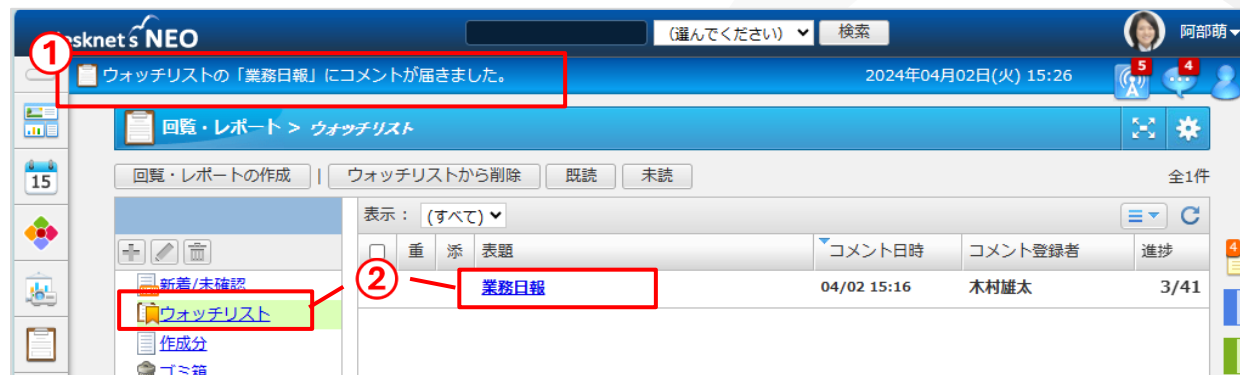 desknet's NEO
(選んでください)
検索
阿部萌
①
ウォッチリストの「業務日報」にコメントが届きました。
2024年04月02日(火) 15:26
5
4
回覧・レポート > ウォッチリスト
回覧・レポートの作成 | ウォッチリストから削除 既読 未読
全1件
15
表示： (すべて)
重 添 表題 コメント日時 コメント登録者 進捗
4
新着/未確認
②
業務日報 04/02 15:16 木村雄太 3/41
ウォッチリスト
作成分
ゴミ箱